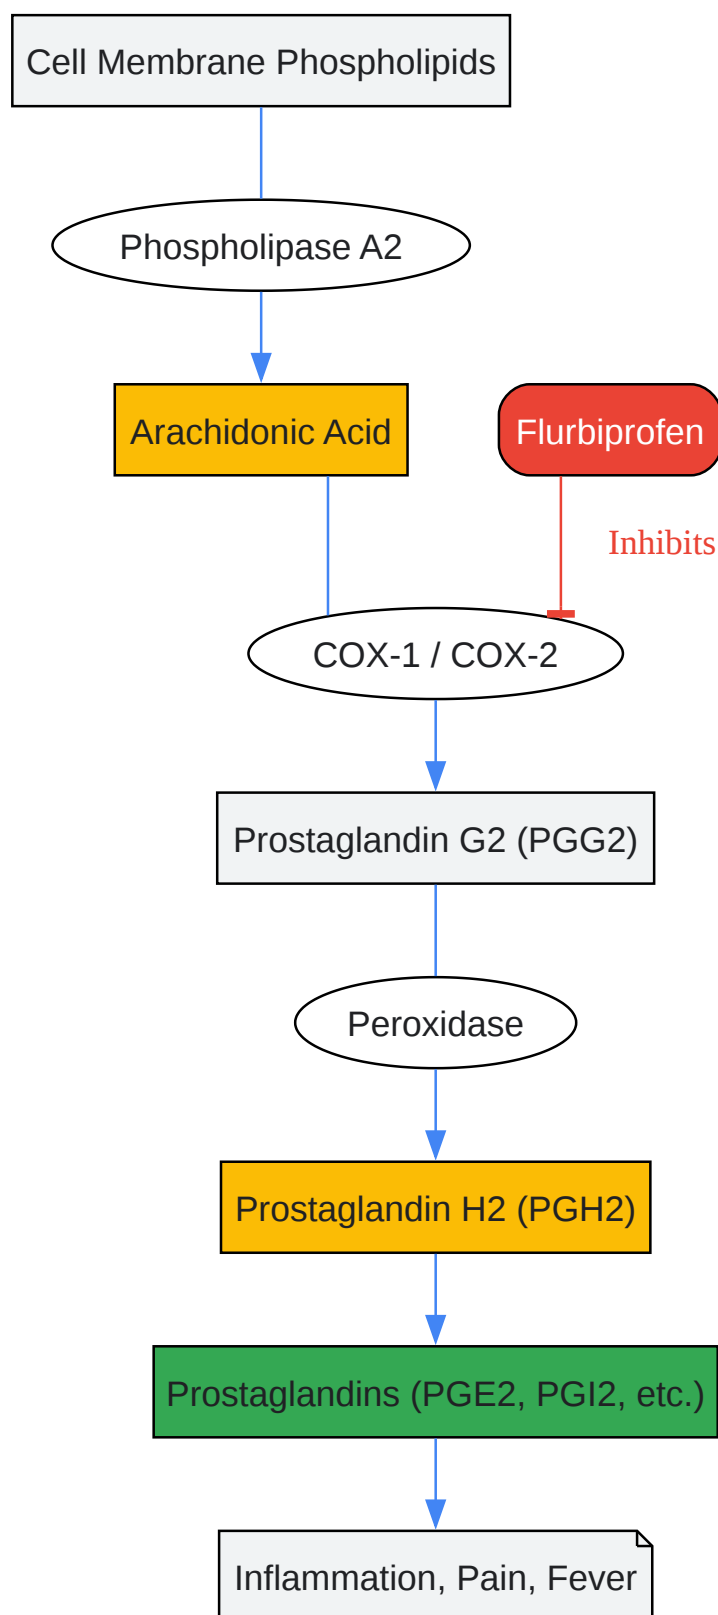 Cell Membrane Phospholipids
Phospholipase A2
Arachidonic Acid
Flurbiprofen
Inhibits
COX-1 / COX-2
Prostaglandin G2 (PGG2)
Peroxidase
Prostaglandin H2 (PGH2)
Prostaglandins (PGE2, PGI2, etc.)
Inflammation, Pain, Fever